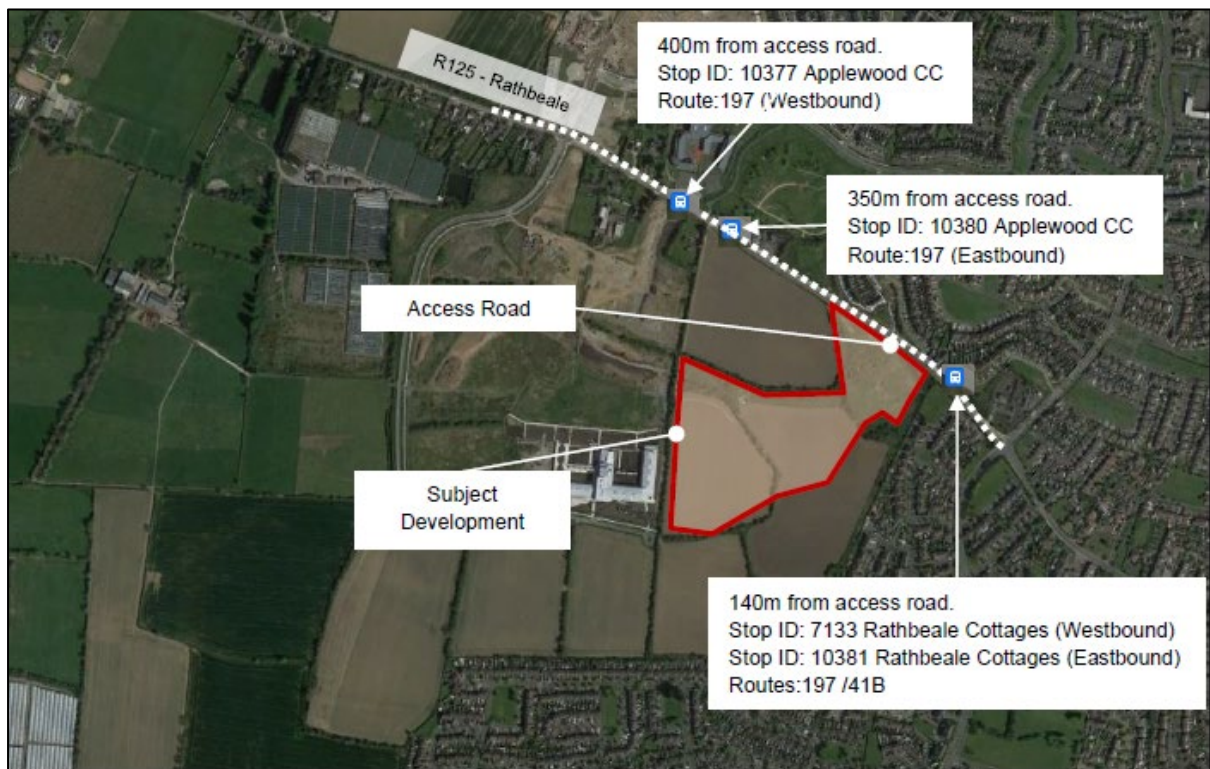 R125 - Rathbeale
400m from access road.
Stop ID: 10377 Applewood CC
Route:197 (Westbound)
350m from access road.
Stop ID: 10380 Applewood CC
Route:197 (Eastbound)
Access Road
Subject
Development
140m from access road.
Stop ID: 7133 Rathbeale Cottages (Westbound)
Stop ID: 10381 Rathbeale Cottages (Eastbound)
Routes:197 /41B